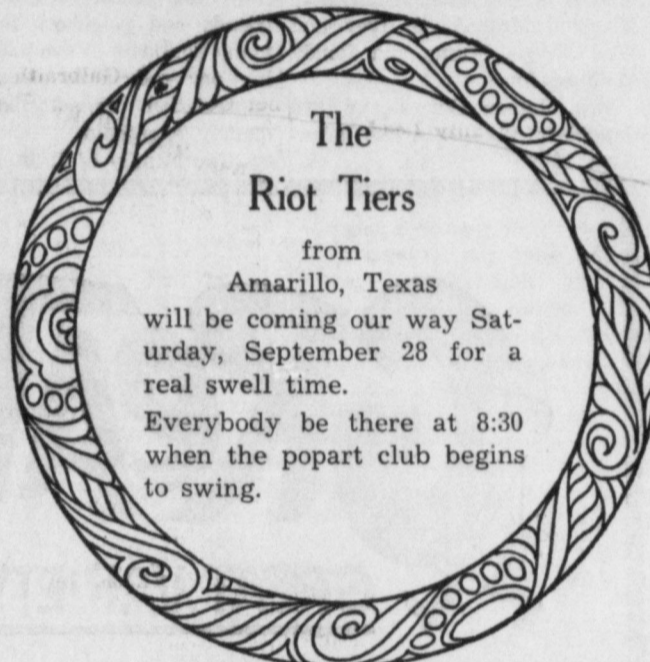 The
Riot Tiers
from
Amarillo, Texas
will be coming our way Sat-
urday, September 28 for a
real swell time.
Everybody be there at 8:30
when the popart club begins
to swing.